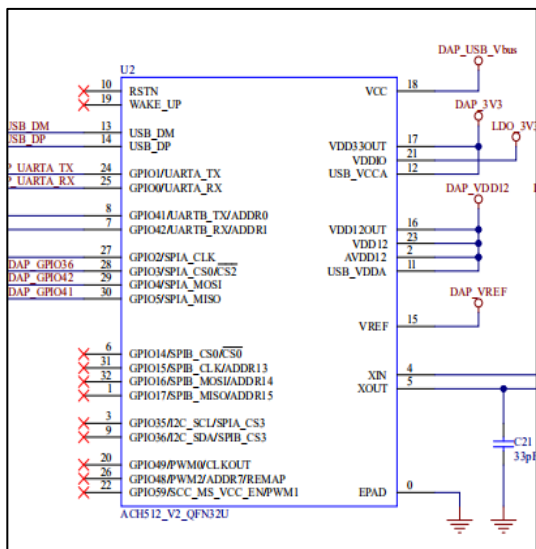 DAP_USB_Vbus
U2
10 RSTN VCC 18
19 WAKE_UP
DAP_3V3
USB_DM 13 USB_DM
LDO_3V3
USB_DP 14 USB_DP VDD33OUT 17
VDDIO 21
P_UARTA_TX 24 GPIO1/UARTA_TX USB_VCCA 12
P_UARTA_RX 25 GPIO0/UARTA_RX
DAP_VDD12
8 GPIO41/UARTB_TX/ADDR0
7 GPIO42/UARTB_RX/ADDR1 VDD12OUT 16
VDD12 23
27 GPIO2/SPIA_CLK AVDD12 2
DAP_GPIO36 28 GPIO3/SPIA_CS0/CS2 USB_VDDA 11
DAP_GPIO42 29 GPIO4/SPIA_MOSI
DAP_GPIO41 30 GPIO5/SPIA_MISO
DAP_VREF
VREF 15
6 GPIO14/SPIB_CS0/CS0
31 GPIO15/SPIB_CLK/ADDR13
32 GPIO16/SPIB_MOSI/ADDR14 XIN 4
1 GPIO17/SPIB_MISO/ADDR15 XOUT 5
3 GPIO35/I2C_SCL/SPIA_CS3
9 GPIO36/I2C_SDA/SPIB_CS3
C21
33pF
20 GPIO49/PWM0/CLKOUT
26 GPIO48/PWM2/ADDR7/REMAP
22 GPIO59/SCC_MS_VCC_EN/PWM1 EPAD 0
ACH512_V2_QFN32U